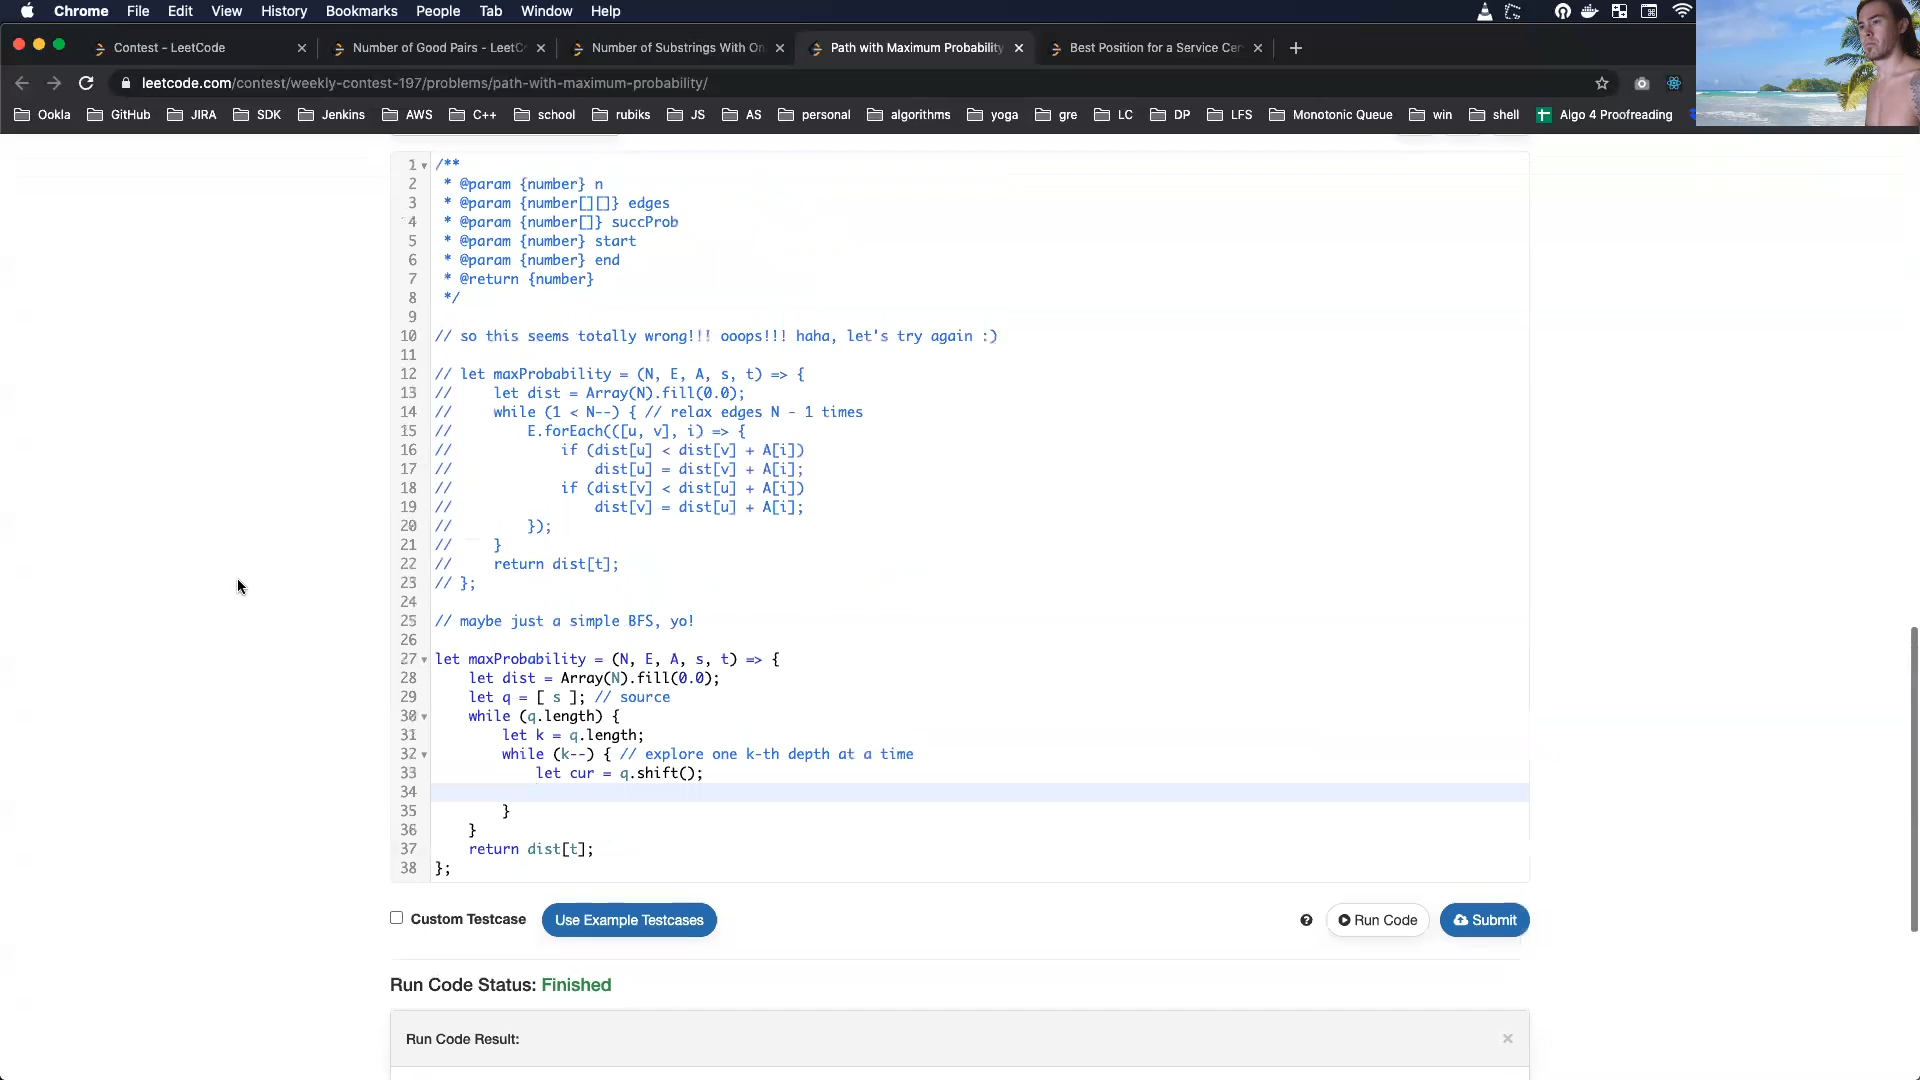 Chrome File Edit View History Bookmarks People Tab Window Help
Contest - LeetCode
Number of Good Pairs - LeetC
Number of Substrings With On
Path with Maximum Probability
Best Position for a Service Cer
leetcode.com/contest/weekly-contest-197/problems/path-with-maximum-probability/
Ookla GitHub JIRA SDK Jenkins AWS C++ school rubiks JS AS personal algorithms yoga gre LC DP LFS Monotonic Queue win shell Algo 4 Proofreading
1 /**
2 * @param {number} n
3 * @param {number[][]} edges
4 * @param {number[]} succProb
5 * @param {number} start
6 * @param {number} end
7 * @return {number}
8 */
9
10 // so this seems totally wrong!!! ooops!!! haha, let's try again :)
11
12 // let maxProbability = (N, E, A, s, t) => {
13 // let dist = Array(N).fill(0.0);
14 // while (1 < N--) { // relax edges N - 1 times
15 // E.forEach(([u, v], i) => {
16 // if (dist[u] < dist[v] + A[i])
17 // dist[u] = dist[v] + A[i];
18 // if (dist[v] < dist[u] + A[i])
19 // dist[v] = dist[u] + A[i];
20 // });
21 // }
22 // return dist[t];
23 // };
24
25 // maybe just a simple BFS, yo!
26
27 let maxProbability = (N, E, A, s, t) => {
28 let dist = Array(N).fill(0.0);
29 let q = [ s ]; // source
30 while (q.length) {
31 let k = q.length;
32 while (k--) { // explore one k-th depth at a time
33 let cur = q.shift();
34
35 }
36 }
37 return dist[t];
38 };
Custom Testcase
Use Example Testcases
Run Code
Submit
Run Code Status: Finished
Run Code Result: